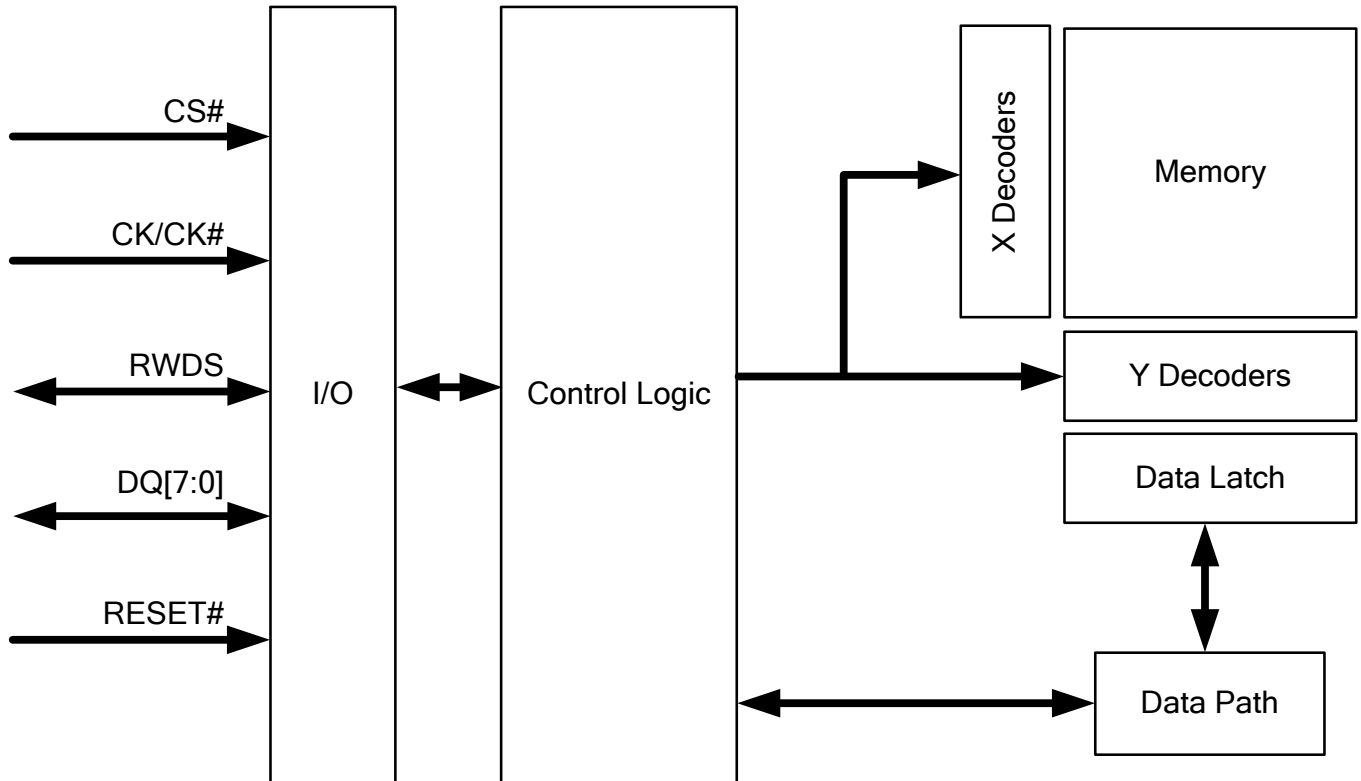 CS#
CK/CK#
RWDS
DQ[7:0]
RESET#
I/O
Control Logic
X Decoders
Memory
Y Decoders
Data Latch
Data Path